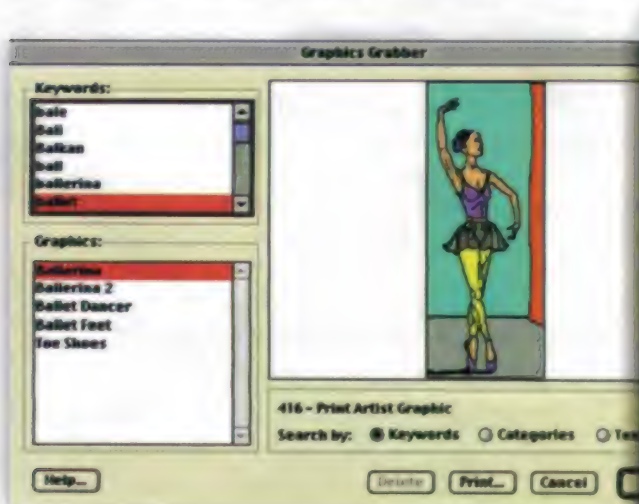 Graphics Grabber
Keywords:
bale
Bali
Balkan
ball
ballerina
ballet
Graphics:
Ballerina
Ballerina 2
Ballet Dancer
Ballet Feet
Toe Shoes
416 - Print Artist Graphic
Search by: Keywords Categories
Help... Delete Print... Cancel